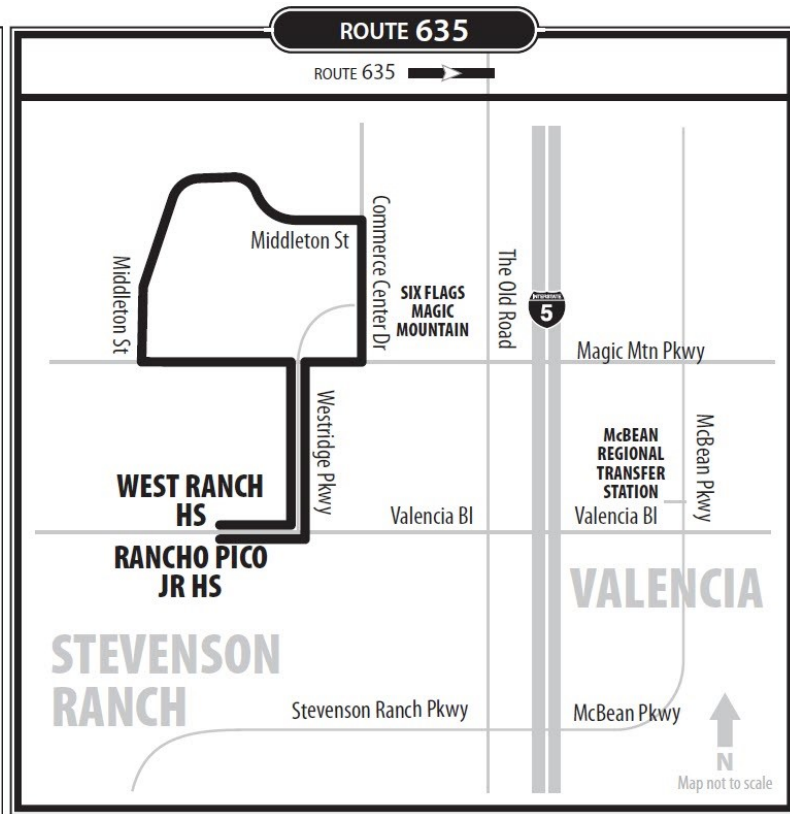 ROUTE 635
ROUTE 635
Middleton St
Commerce Center Dr
Middleton St
SIX FLAGS
MAGIC
MOUNTAIN
The Old Road
INTERSTATE
5
Magic Mtn Pkwy
Westridge Pkwy
McBEAN
REGIONAL
TRANSFER
STATION
McBean Pkwy
WEST RANCH
HS
Valencia Bl
Valencia Bl
RANCHO PICO
JR HS
VALENCIA
STEVENSON
RANCH
Stevenson Ranch Pkwy
McBean Pkwy
N
Map not to scale